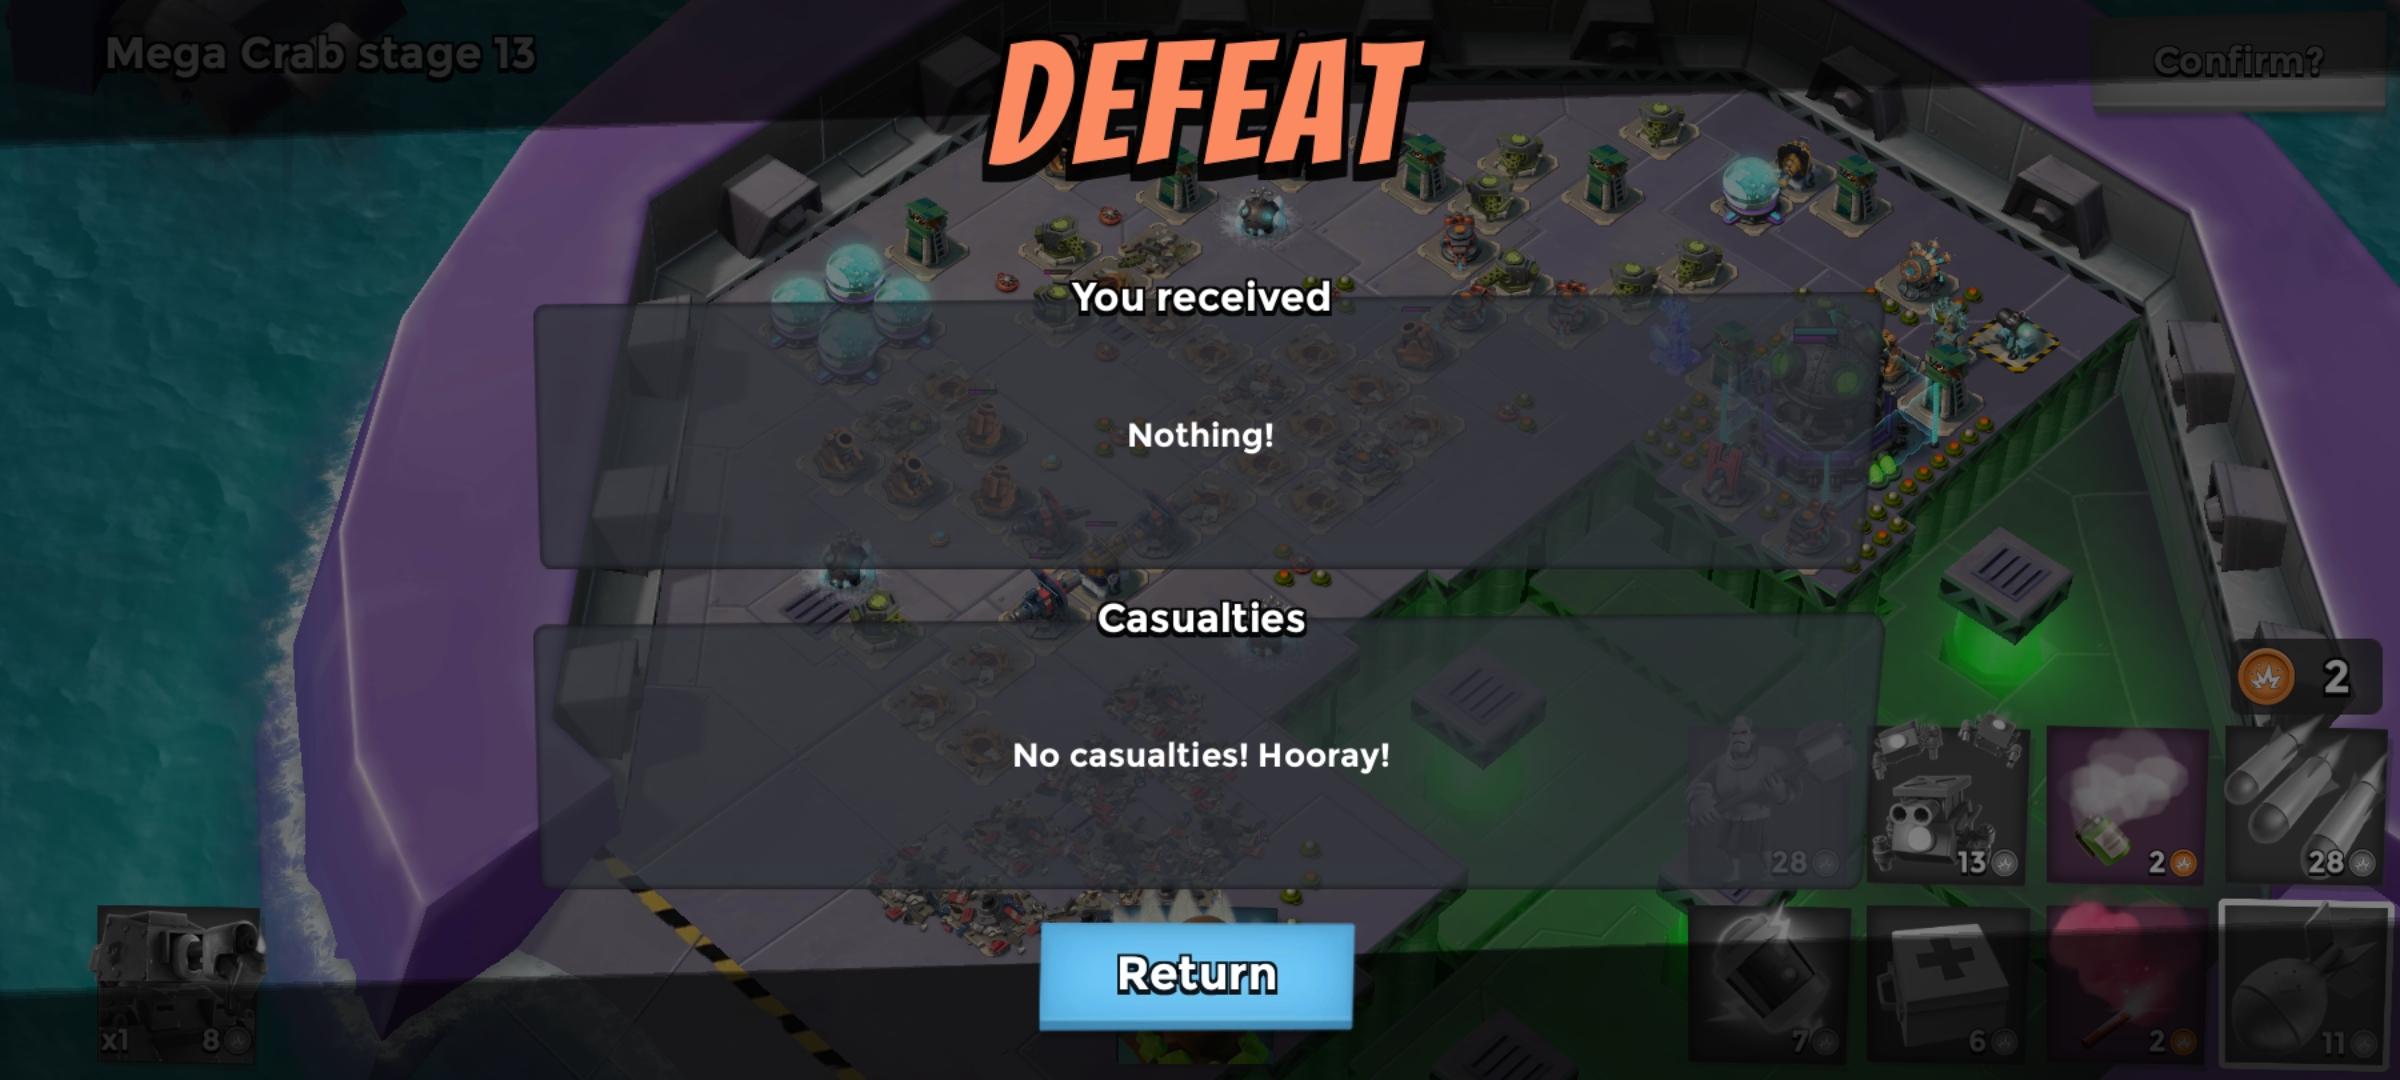 Mega Crab stage 13
DEFEAT
Confirm?
You received
Nothing!
Casualties
No casualties! Hooray!
2
28
13
2
28
Return
x1
8
7
6
2
11